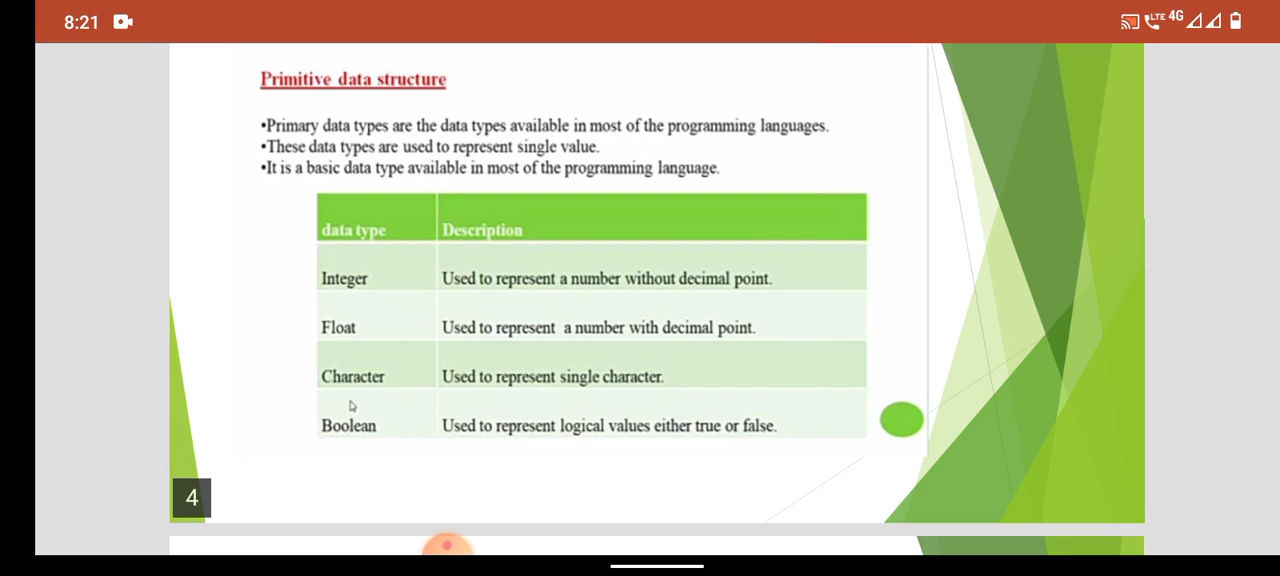 8:21
LTE 4G
Primitive data structure
•Primary data types are the data types available in most of the programming languages.
•These data types are used to represent single value.
•It is a basic data type available in most of the programming language.
data type Description
Integer Used to represent a number without decimal point.
Float Used to represent a number with decimal point.
Character Used to represent single character.
Boolean Used to represent logical values either true or false.
4